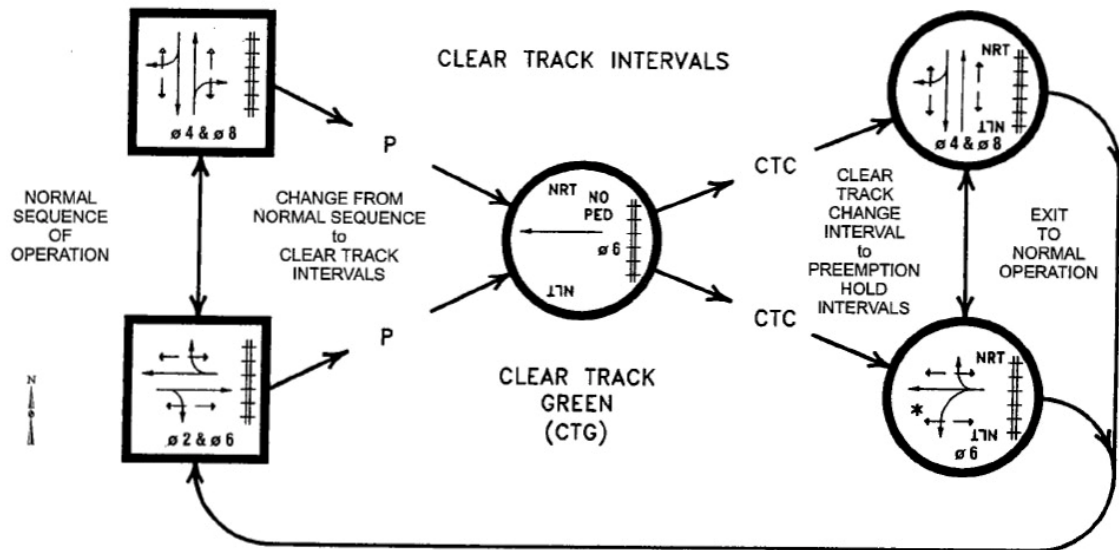 CLEAR TRACK INTERVALS
ø 4 & ø 8
NORMAL
SEQUENCE
OF
OPERATION
P
CHANGE FROM
NORMAL SEQUENCE
to
CLEAR TRACK
INTERVALS
P
ø 2 & ø 6
N
NRT
NO
PED
ø 6
NLT
CLEAR TRACK
GREEN
(CTG)
CTC
CLEAR
TRACK
CHANGE
INTERVAL
to
PREEMPTION
HOLD
INTERVALS
CTC
NRT
NLT
ø 4 & ø 8
EXIT
TO
NORMAL
OPERATION
NRT
*
NLT
ø 6